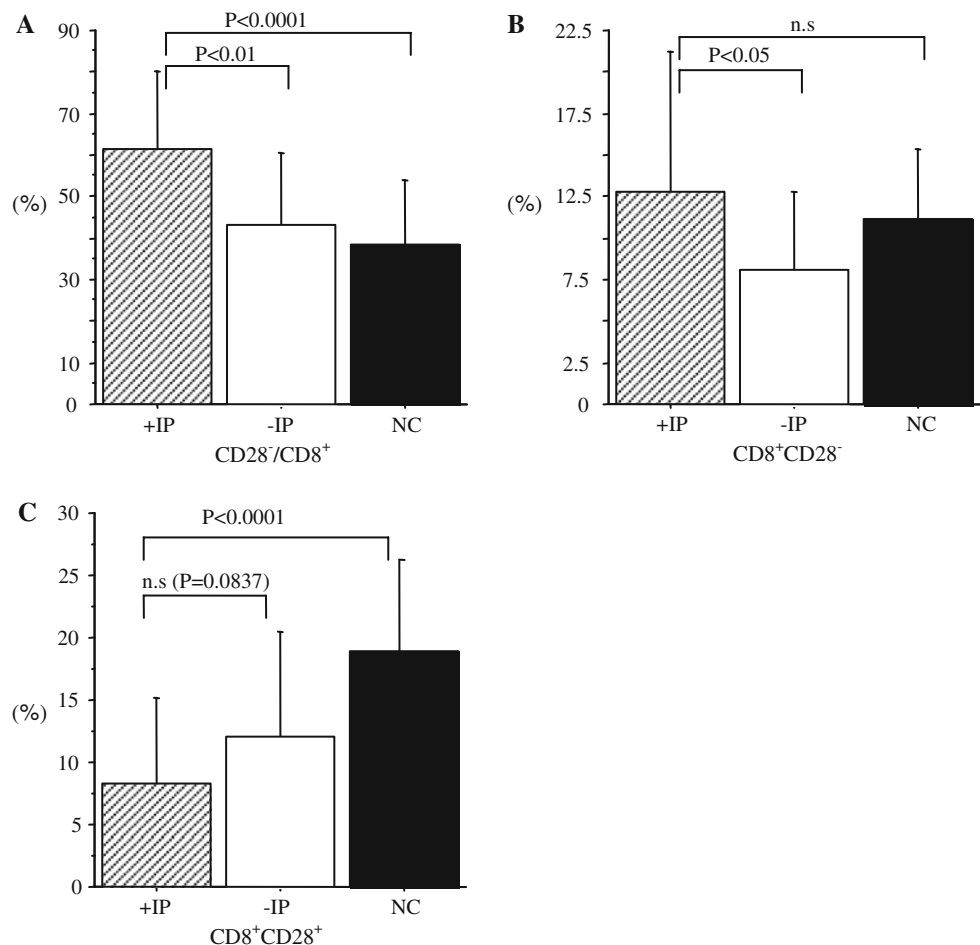 A
P<0.0001
P<0.01
90
70
50
(%)
30
10
0
+IP
-IP
NC
CD28⁻/CD8⁺
B
n.s
P<0.05
22.5
17.5
12.5
(%)
7.5
2.5
0
+IP
-IP
NC
CD8⁺CD28⁻
C
P<0.0001
n.s (P=0.0837)
30
25
20
15
(%)
10
5
0
+IP
-IP
NC
CD8⁺CD28⁺